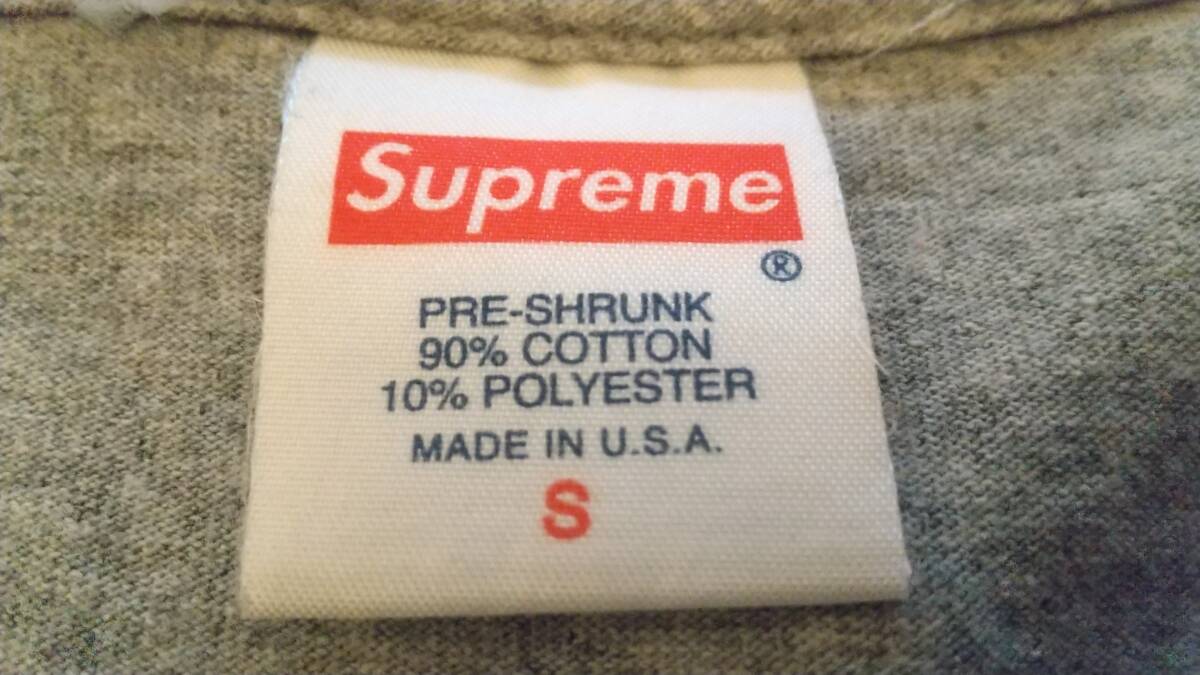 Supreme
®
PRE-SHRUNK
90% COTTON
10% POLYESTER
MADE IN U.S.A.
S